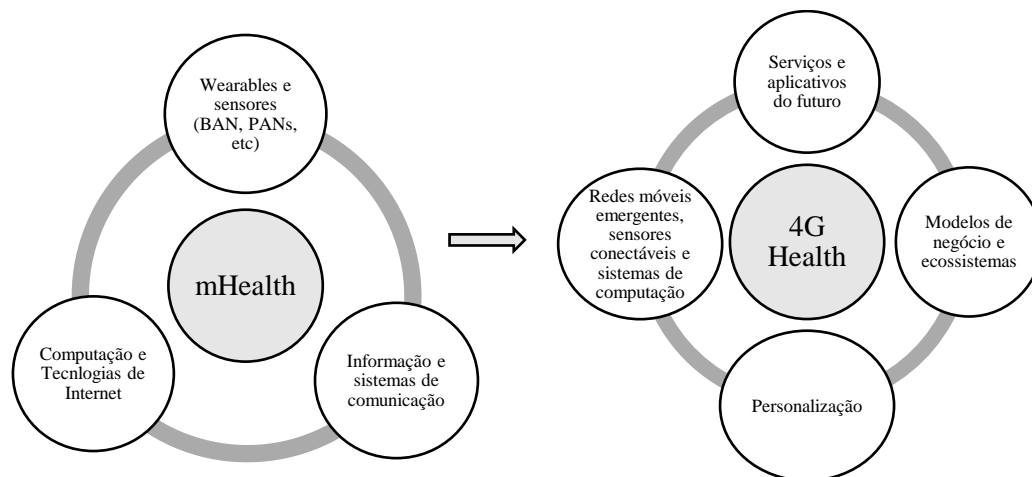 Wearables e
sensores
(BAN, PANs,
etc)
mHealth
Computação e
Tecnlogias de
Internet
Informação e
sistemas de
comunicação
Serviços e
aplicativos
do futuro
Redes móveis
emergentes,
sensores
conectáveis e
sistemas de
computação
4G
Health
Modelos de
negócio e
ecossistemas
Personalização